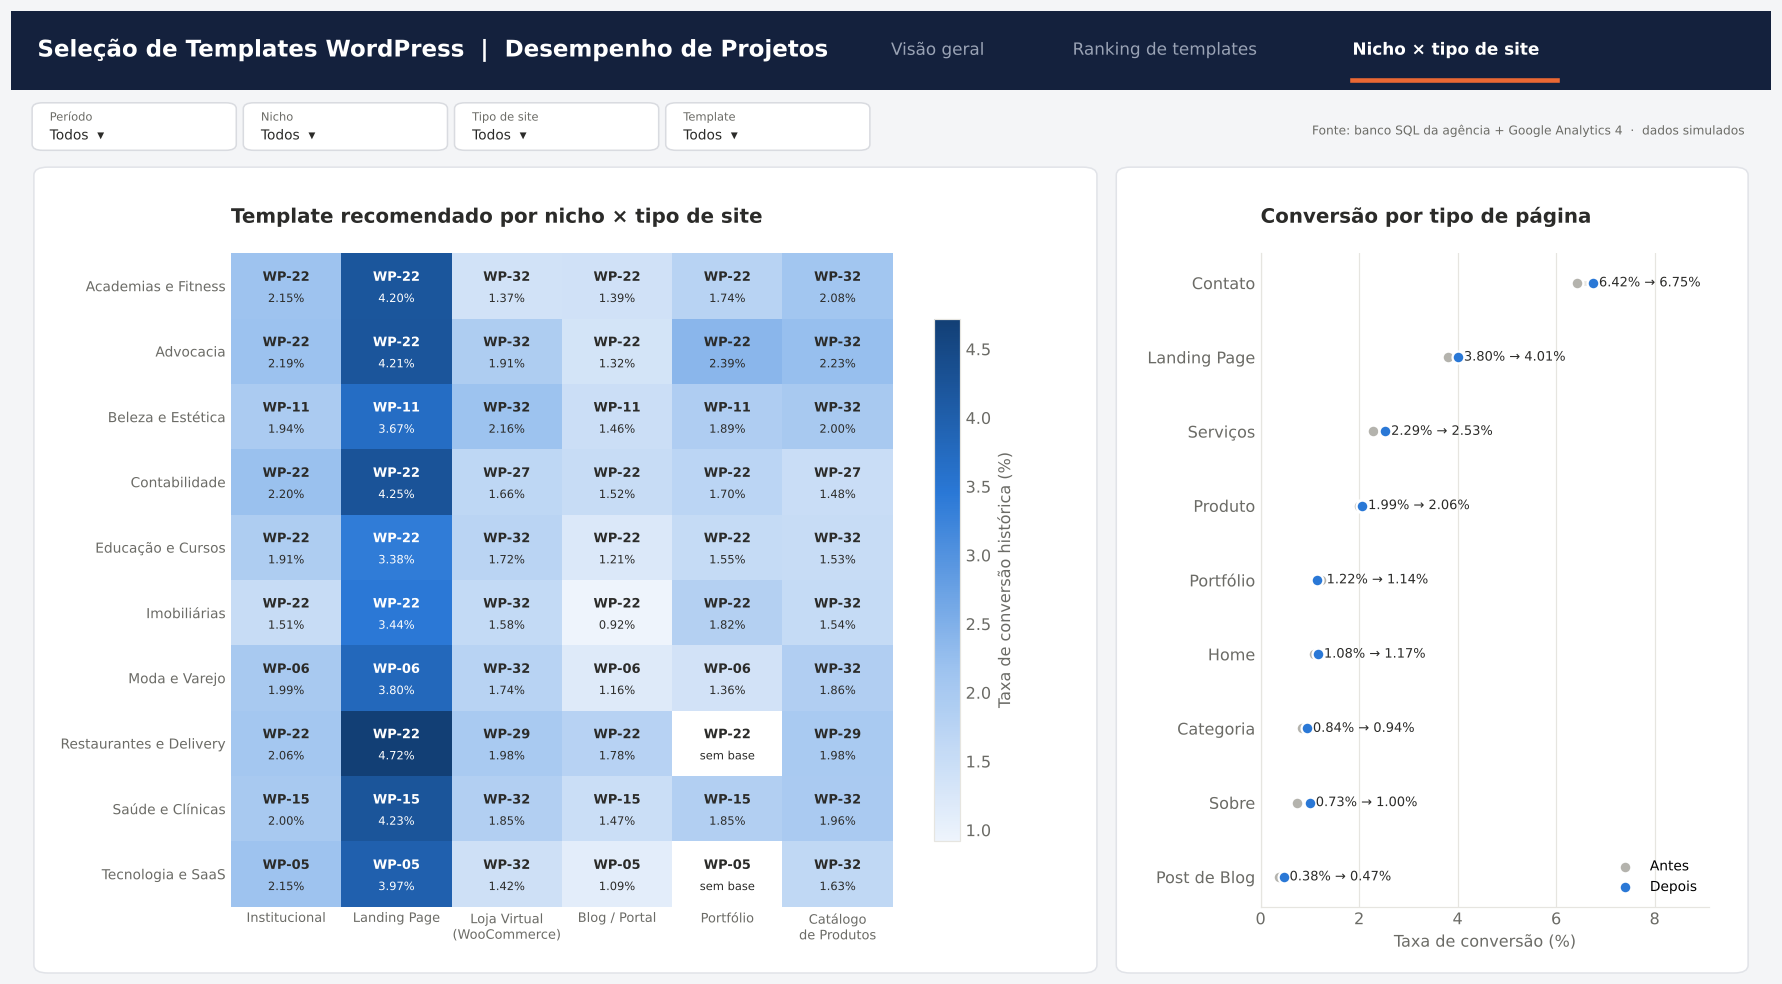 Seleção de Templates WordPress | Desempenho de Projetos
Visão geral
Ranking de templates
Nicho × tipo de site
Período
Todos ▾
Nicho
Todos ▾
Tipo de site
Todos ▾
Template
Todos ▾
Fonte: banco SQL da agência + Google Analytics 4 · dados simulados
Template recomendado por nicho × tipo de site
Academias e Fitness
WP-22 WP-22 WP-32 WP-22 WP-22 WP-32
2.15% 4.20% 1.37% 1.39% 1.74% 2.08%
Advocacia
WP-22 WP-22 WP-32 WP-22 WP-22 WP-32
2.19% 4.21% 1.91% 1.32% 2.39% 2.23%
Beleza e Estética
WP-11 WP-11 WP-32 WP-11 WP-11 WP-32
1.94% 3.67% 2.16% 1.46% 1.89% 2.00%
Contabilidade
WP-22 WP-22 WP-27 WP-22 WP-22 WP-27
2.20% 4.25% 1.66% 1.52% 1.70% 1.48%
Educação e Cursos
WP-22 WP-22 WP-32 WP-22 WP-22 WP-32
1.91% 3.38% 1.72% 1.21% 1.55% 1.53%
Imobiliárias
WP-22 WP-22 WP-32 WP-22 WP-22 WP-32
1.51% 3.44% 1.58% 0.92% 1.82% 1.54%
Moda e Varejo
WP-06 WP-06 WP-32 WP-06 WP-06 WP-32
1.99% 3.80% 1.74% 1.16% 1.36% 1.86%
Restaurantes e Delivery
WP-22 WP-22 WP-29 WP-22 WP-22 WP-29
2.06% 4.72% 1.98% 1.78% sem base 1.98%
Saúde e Clínicas
WP-15 WP-15 WP-32 WP-15 WP-15 WP-32
2.00% 4.23% 1.85% 1.47% 1.85% 1.96%
Tecnologia e SaaS
WP-05 WP-05 WP-32 WP-05 WP-05 WP-32
2.15% 3.97% 1.42% 1.09% sem base 1.63%
Institucional
Landing Page
Loja Virtual
(WooCommerce)
Blog / Portal
Portfólio
Catálogo
de Produtos
4.5
4.0
3.5
3.0
2.5
2.0
1.5
1.0
Taxa de conversão histórica (%)
Conversão por tipo de página
Contato 6.42% → 6.75%
Landing Page 3.80% → 4.01%
Serviços 2.29% → 2.53%
Produto 1.99% → 2.06%
Portfólio 1.22% → 1.14%
Home 1.08% → 1.17%
Categoria 0.84% → 0.94%
Sobre 0.73% → 1.00%
Post de Blog 0.38% → 0.47%
Antes
Depois
0 2 4 6 8
Taxa de conversão (%)